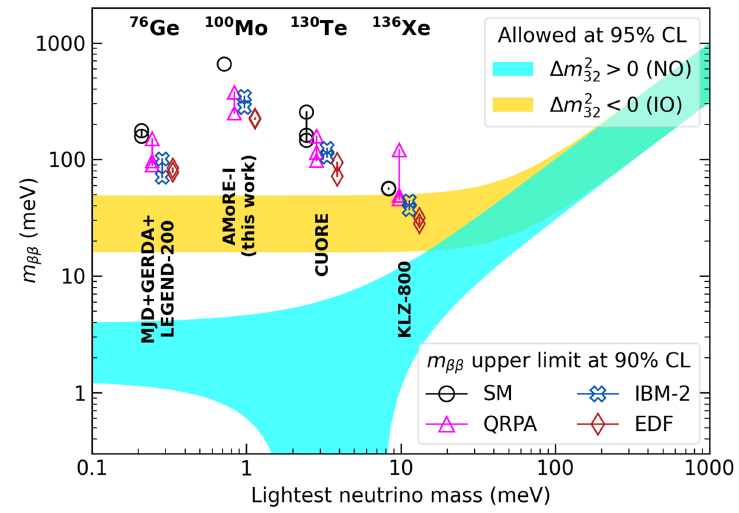 ⁷⁶Ge ¹⁰⁰Mo ¹³⁰Te ¹³⁶Xe
Allowed at 95% CL
Δm²₃₂ > 0 (NO)
Δm²₃₂ < 0 (IO)
1000
100
10
1
m_ββ (meV)
MJD+GERDA+
LEGEND-200
AMoRE-I
(this work)
CUORE
KLZ-800
m_ββ upper limit at 90% CL
SM
IBM-2
QRPA
EDF
0.1 1 10 100 1000
Lightest neutrino mass (meV)